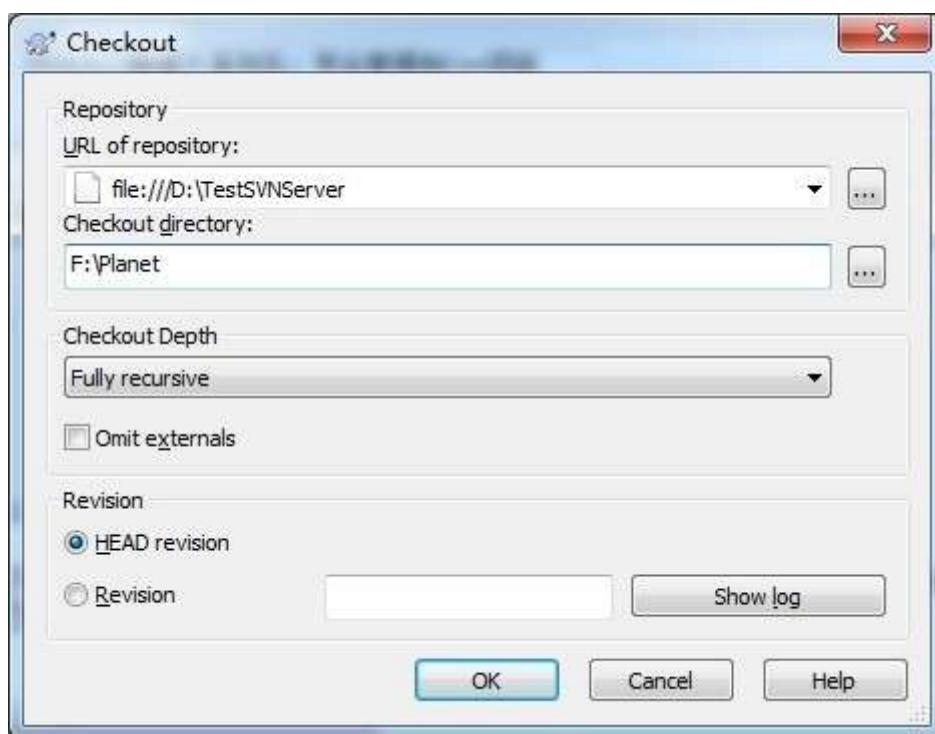 Checkout
Repository
URL of repository:
file:///D:\TestSVNServer
...
Checkout directory:
F:\Planet
...
Checkout Depth
Fully recursive
Omit externals
Revision
HEAD revision
Revision
Show log
OK Cancel Help